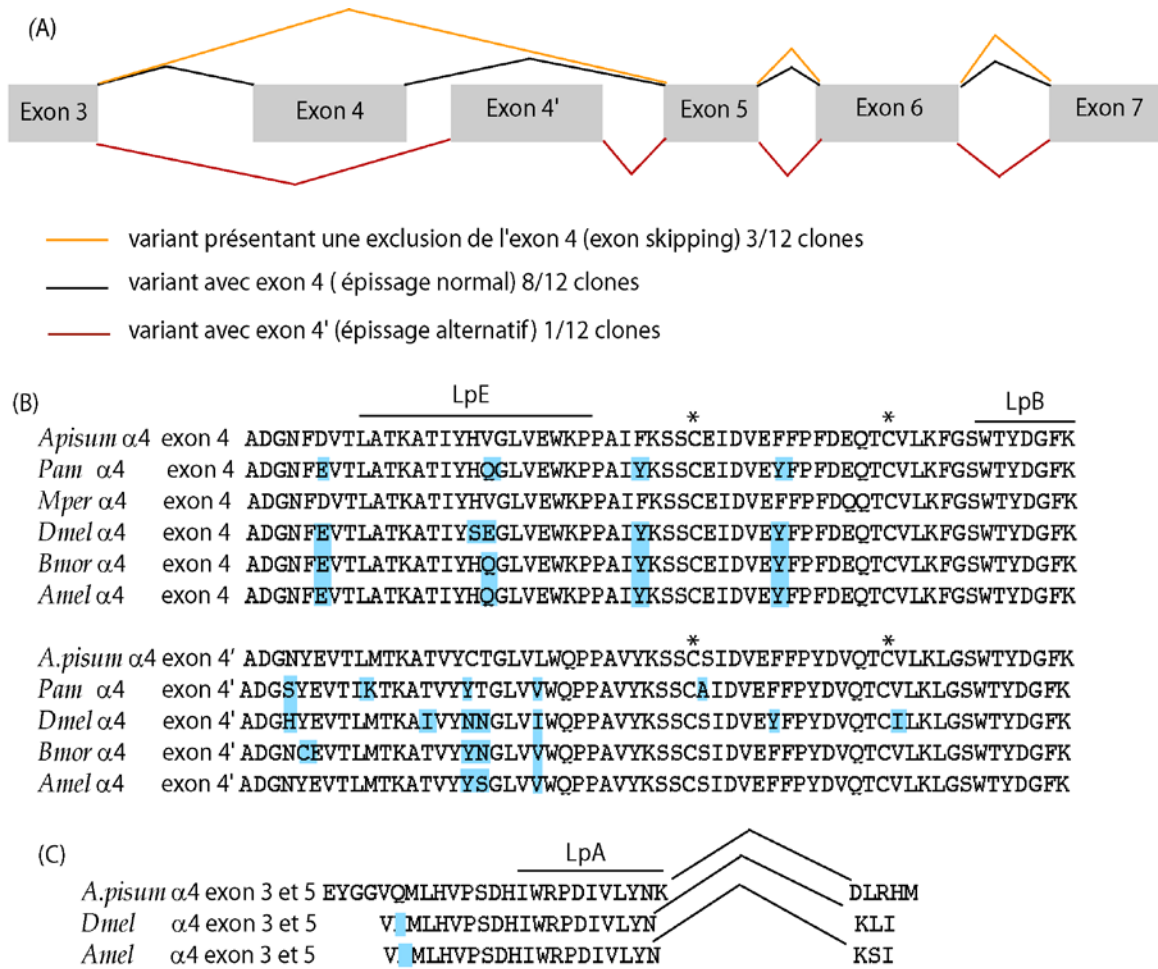 (A)
Exon 3 Exon 4 Exon 4' Exon 5 Exon 6 Exon 7
variant présentant une exclusion de l'exon 4 (exon skipping) 3/12 clones
variant avec exon 4 ( épissage normal) 8/12 clones
variant avec exon 4' (épissage alternatif) 1/12 clones
(B)
LpE * * LpB
Apisum α4 exon 4 ADGNFDVTLATKATIYHVGLVEWKPPAIFKSSCEIDVEFFPFDEQTCVLKFGSWTYDGFK
Pam α4 exon 4 ADGNFEVTLATKATIYHQGLVEWKPPAIYKSSCEIDVEYFPFDEQTCVLKFGSWTYDGFK
Mper α4 exon 4 ADGNFDVTLATKATIYHVGLVEWKPPAIFKSSCEIDVEFFPFDQQTCVLKFGSWTYDGFK
Dmel α4 exon 4 ADGNFEVTLATKATIYSEGLVEWKPPAIYKSSCEIDVEYFPFDEQTCVLKFGSWTYDGFK
Bmor α4 exon 4 ADGNFEVTLATKATIYHQGLVEWKPPAIYKSSCEIDVEYFPFDEQTCVLKFGSWTYDGFK
Amel α4 exon 4 ADGNFEVTLATKATIYHQGLVEWKPPAIYKSSCEIDVEYFPFDEQTCVLKFGSWTYDGFK
* *
A.pisum α4 exon 4' ADGNYEVTLMTKATVYCTGLVLWQPPAVYKSSCSIDVEFFPYDVQTCVLKLGSWTYDGFK
Pam α4 exon 4' ADGSYEVTIKTKATVYYTGLVVWQPPAVYKSSCAIDVEFFPYDVQTCVLKLGSWTYDGFK
Dmel α4 exon 4' ADGHYEVTLMTKAIVYNNGLVIWQPPAVYKSSCSIDVEYFPYDVQTCILKLGSWTYDGFK
Bmor α4 exon 4' ADGNCEVTLMTKATVYYNGLVVWQPPAVYKSSCSIDVEFFPYDVQTCVLKLGSWTYDGFK
Amel α4 exon 4' ADGNYEVTLMTKATVYYSGLVVWQPPAVYKSSCSIDVEFFPYDVQTCVLKLGSWTYDGFK
(C)
LpA
A.pisum α4 exon 3 et 5 EYGGVQMLHVPSDHIWRPDIVLYNK DLRHM
Dmel α4 exon 3 et 5 V MLHVPSDHIWRPDIVLYN KLI
Amel α4 exon 3 et 5 V MLHVPSDHIWRPDIVLYN KSI